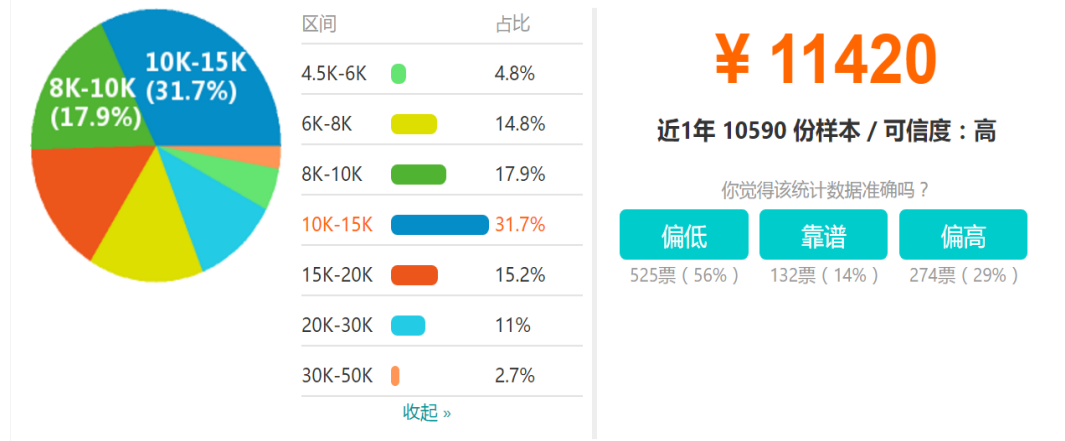 10K-15K
(31.7%)
8K-10K
(17.9%)
区间 占比
4.5K-6K 4.8%
6K-8K 14.8%
8K-10K 17.9%
10K-15K 31.7%
15K-20K 15.2%
20K-30K 11%
30K-50K 2.7%
收起 »
¥ 11420
近1年 10590 份样本 / 可信度：高
你觉得该统计数据准确吗？
偏低 靠谱 偏高
525票（56%） 132票（14%） 274票（29%）